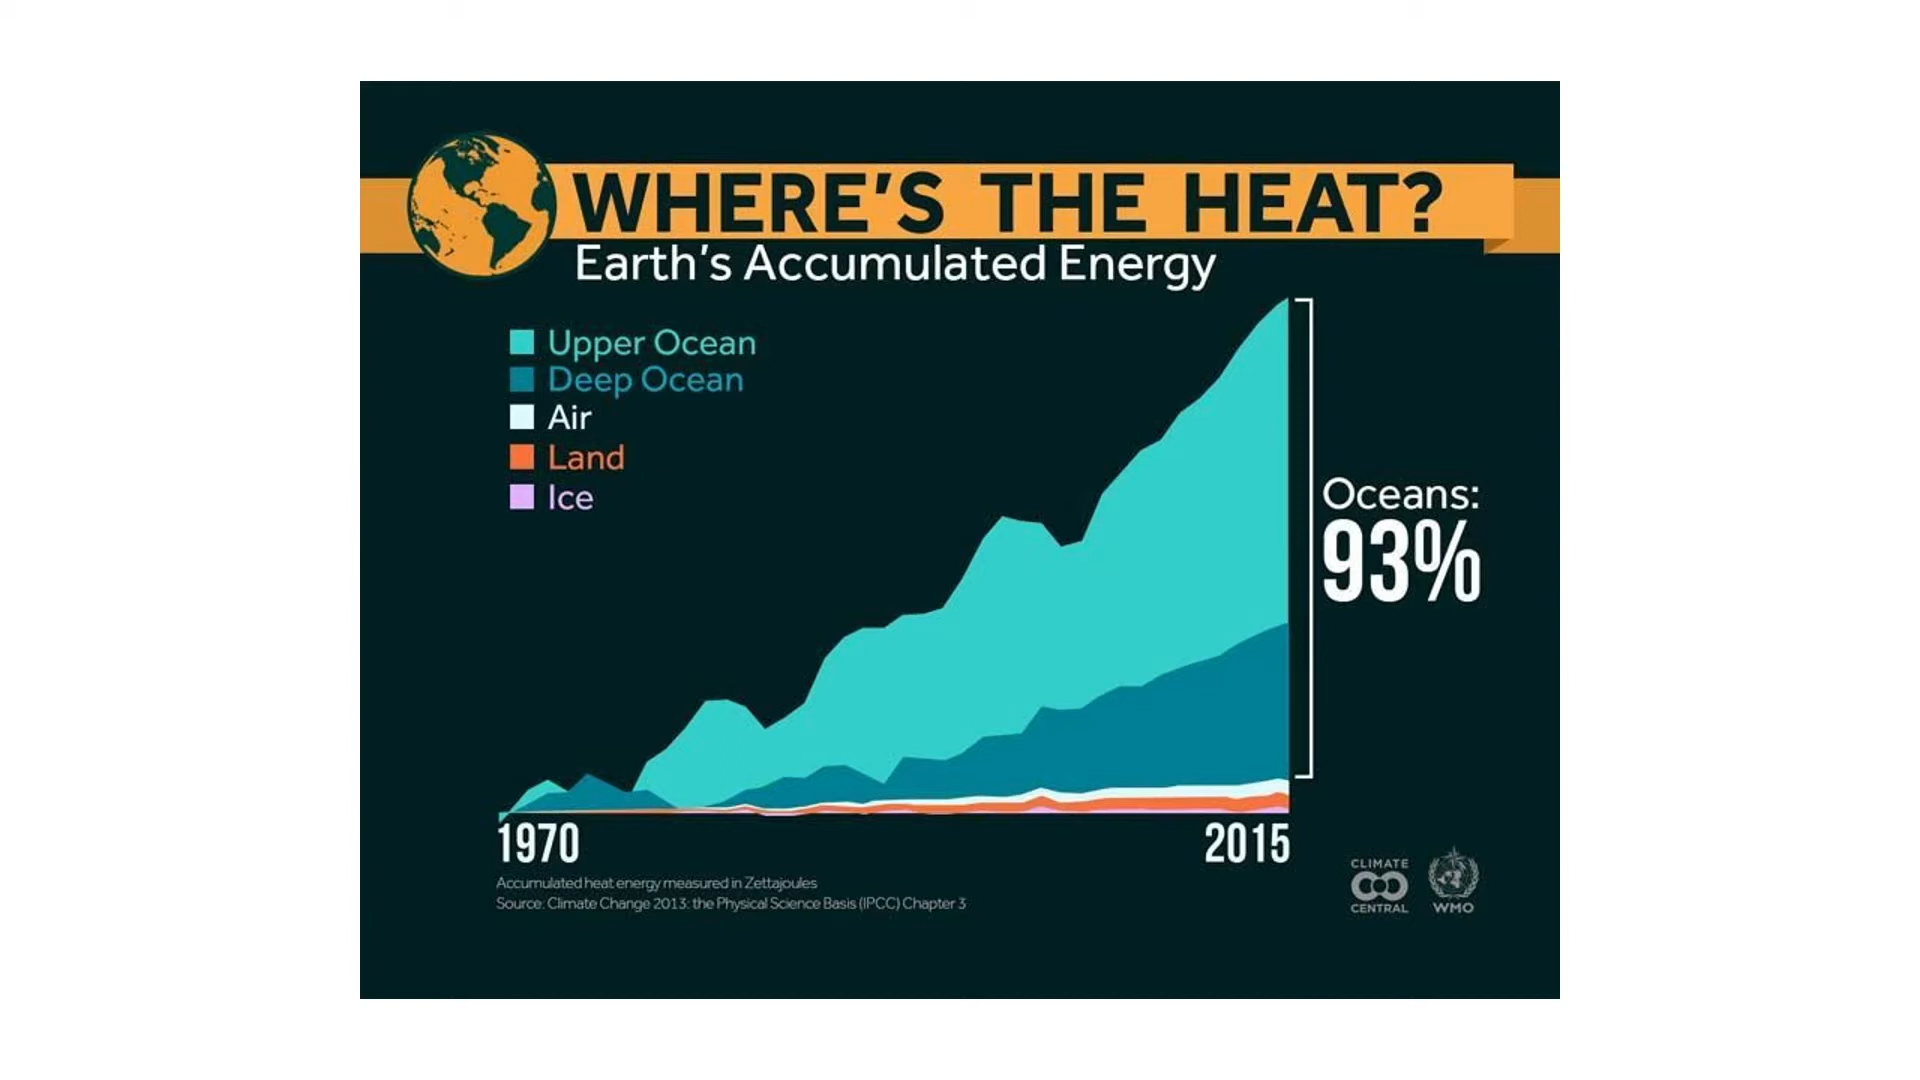 WHERE'S THE HEAT?
Earth's Accumulated Energy
Upper Ocean
Deep Ocean
Air
Land
Ice
Oceans:
93%
1970
2015
Accumulated heat energy measured in Zettajoules
Source: Climate Change 2013: the Physical Science Basis (IPCC) Chapter 3
CLIMATE
CENTRAL
WMO